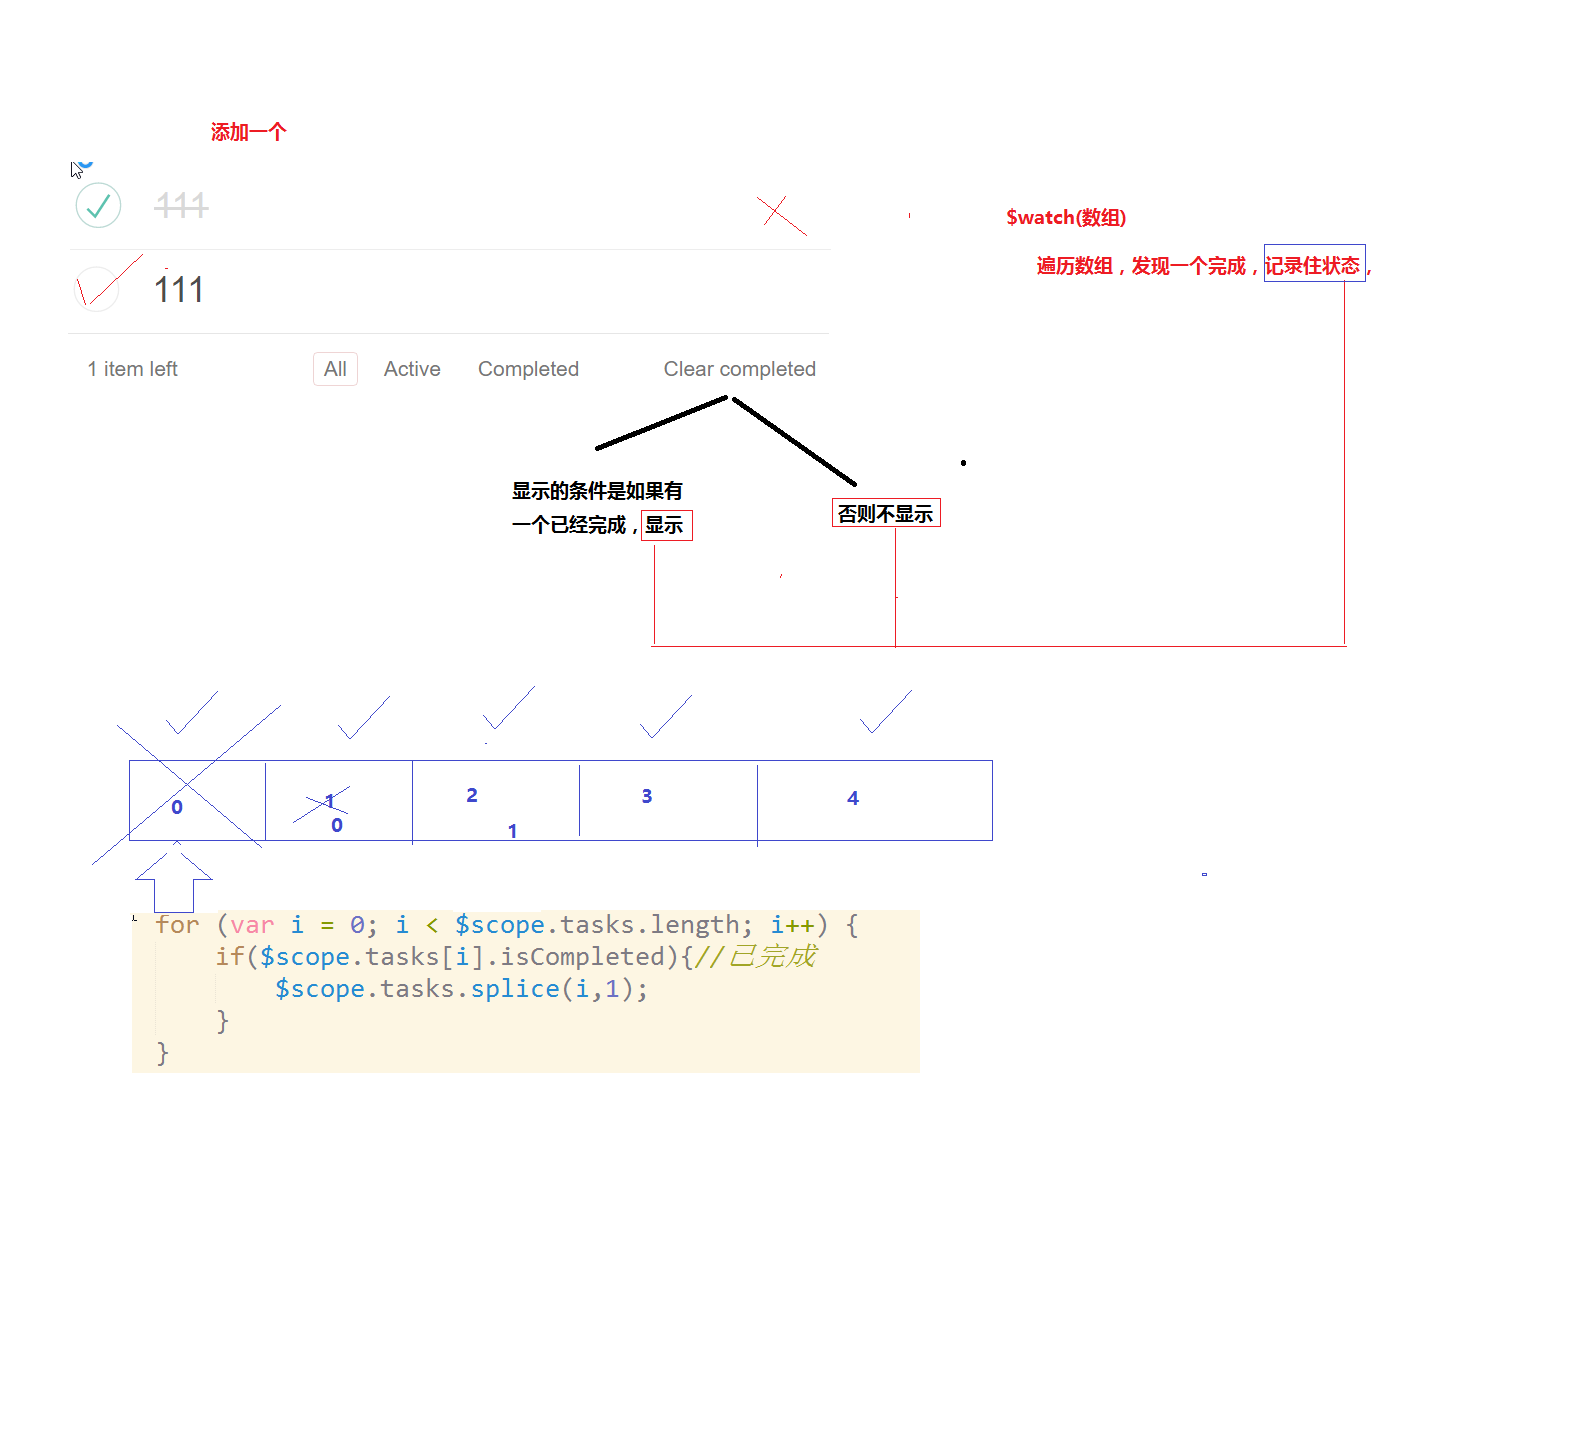 添加一个
111
$watch(数组)
遍历数组，发现一个完成，记录住状态，
111
1 item left All Active Completed Clear completed
显示的条件是如果有
一个已经完成，显示
否则不显示
0 1 2 3 4
0 1
for (var i = 0; i < $scope.tasks.length; i++) {
if($scope.tasks[i].isCompleted){//已完成
$scope.tasks.splice(i,1);
}
}